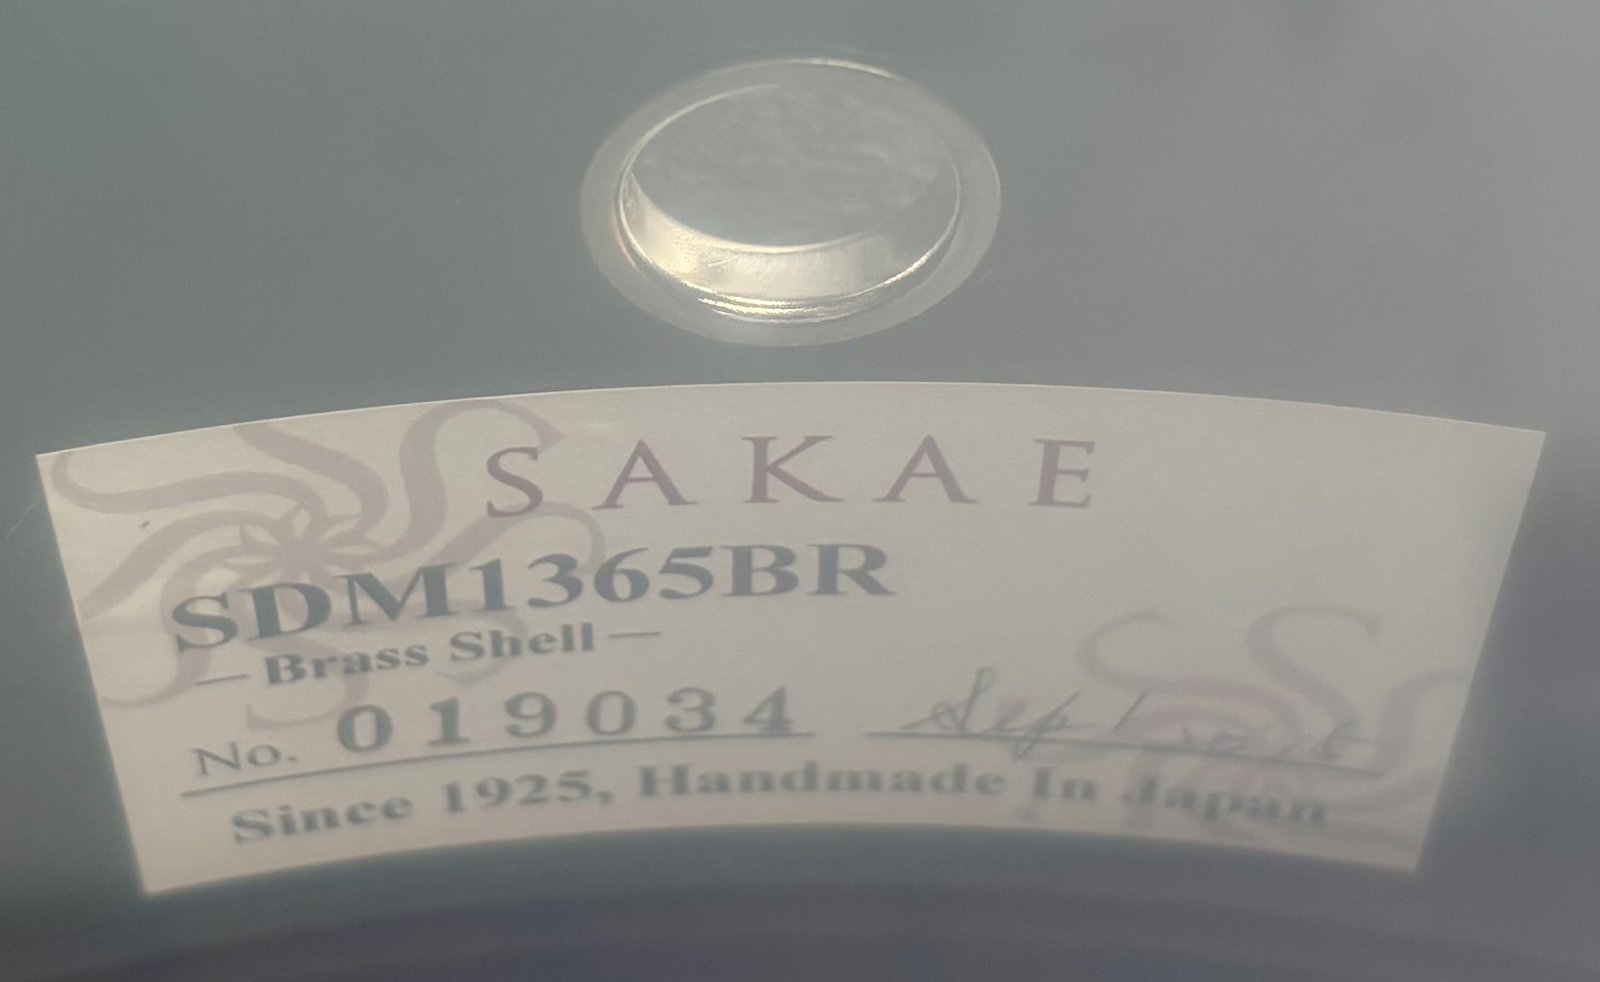 SAKAE
SDM1365BR
— Brass Shell —
No. 019034
Since 1925, Handmade In Japan